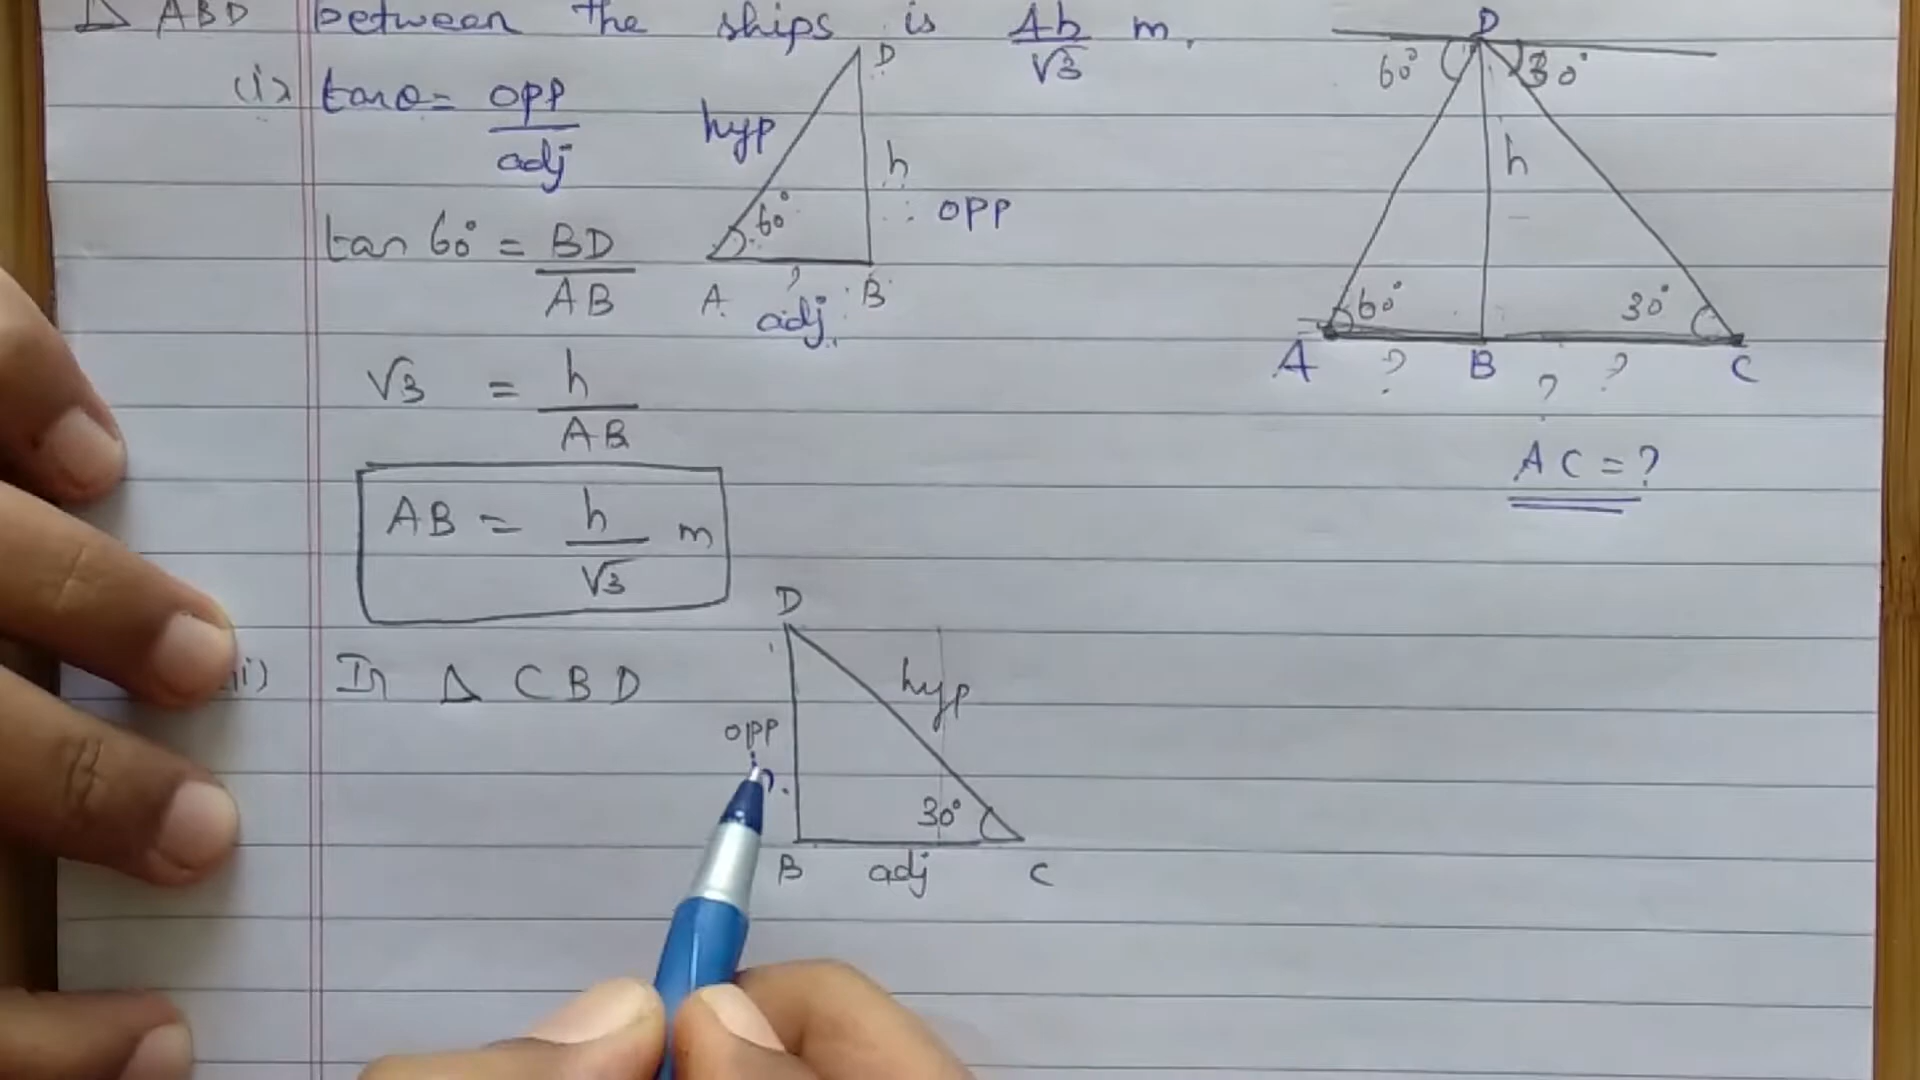 Δ ABD between the ships is 4h/√3 m.
(i) tanθ = opp/adj
tan 60° = BD/AB
√3 = h/AB
AB = h/√3 m
In Δ CBD
D
hyp
h
opp
60°
A
B
adj
D
60°
30°
h
60°
30°
A
?
B
?
?
C
AC = ?
D
hyp
opp
30°
B
adj
C